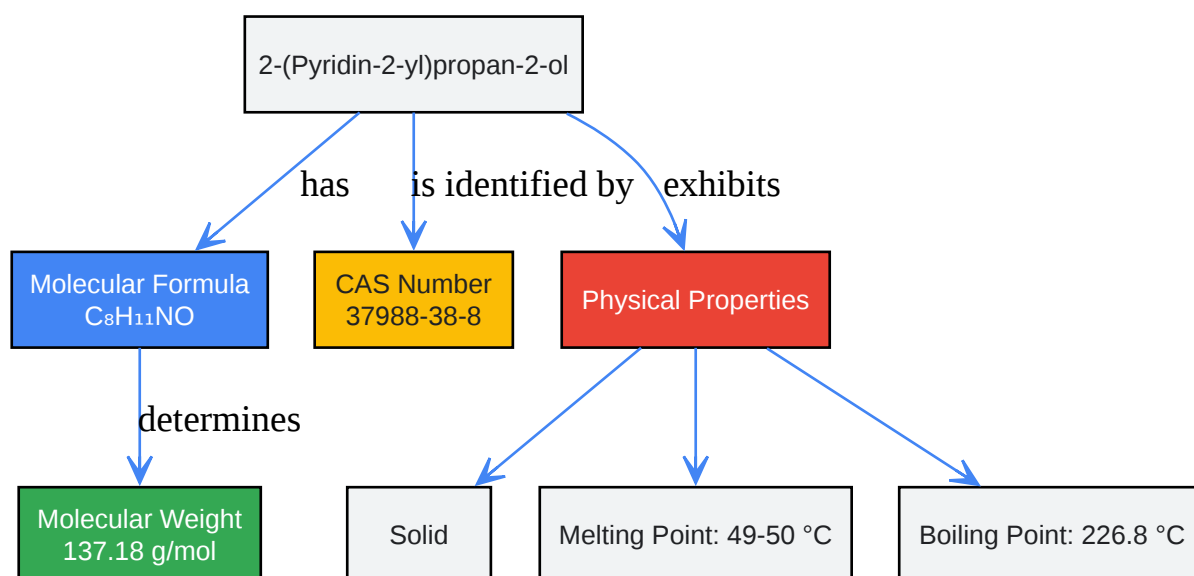 2-(Pyridin-2-yl)propan-2-ol
has
is identified by
exhibits
Molecular Formula
C₈H₁₁NO
CAS Number
37988-38-8
Physical Properties
determines
Molecular Weight
137.18 g/mol
Solid
Melting Point: 49-50 °C
Boiling Point: 226.8 °C